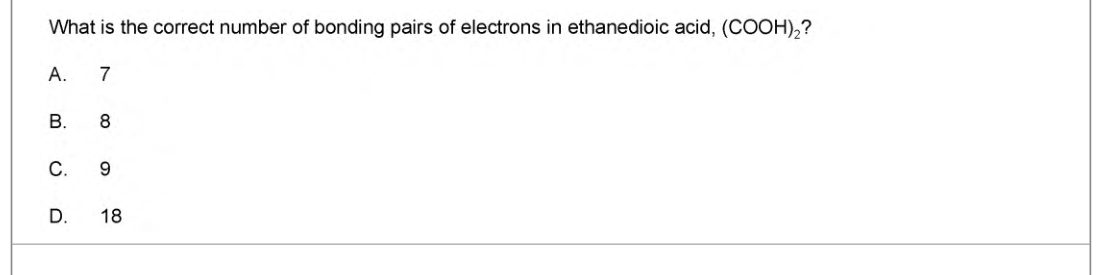 What is the correct number of bonding pairs of electrons in ethanedioic acid, (COOH)₂?
A. 7
B. 8
C. 9
D. 18